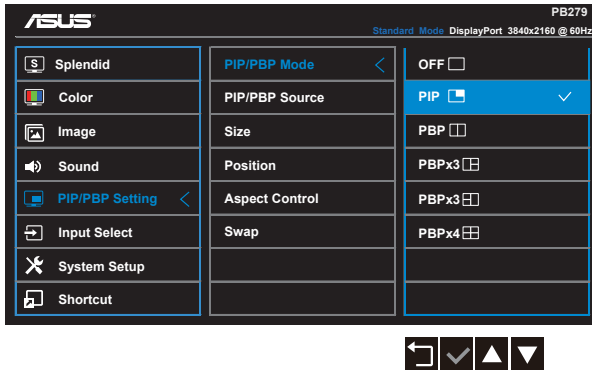 ASUS
PB279
Standard Mode DisplayPort 3840x2160 @ 60Hz
S Splendid
Color
Image
Sound
PIP/PBP Setting
Input Select
System Setup
Shortcut
PIP/PBP Mode
PIP/PBP Source
Size
Position
Aspect Control
Swap
OFF
PIP
PBP
PBPx3
PBPx3
PBPx4